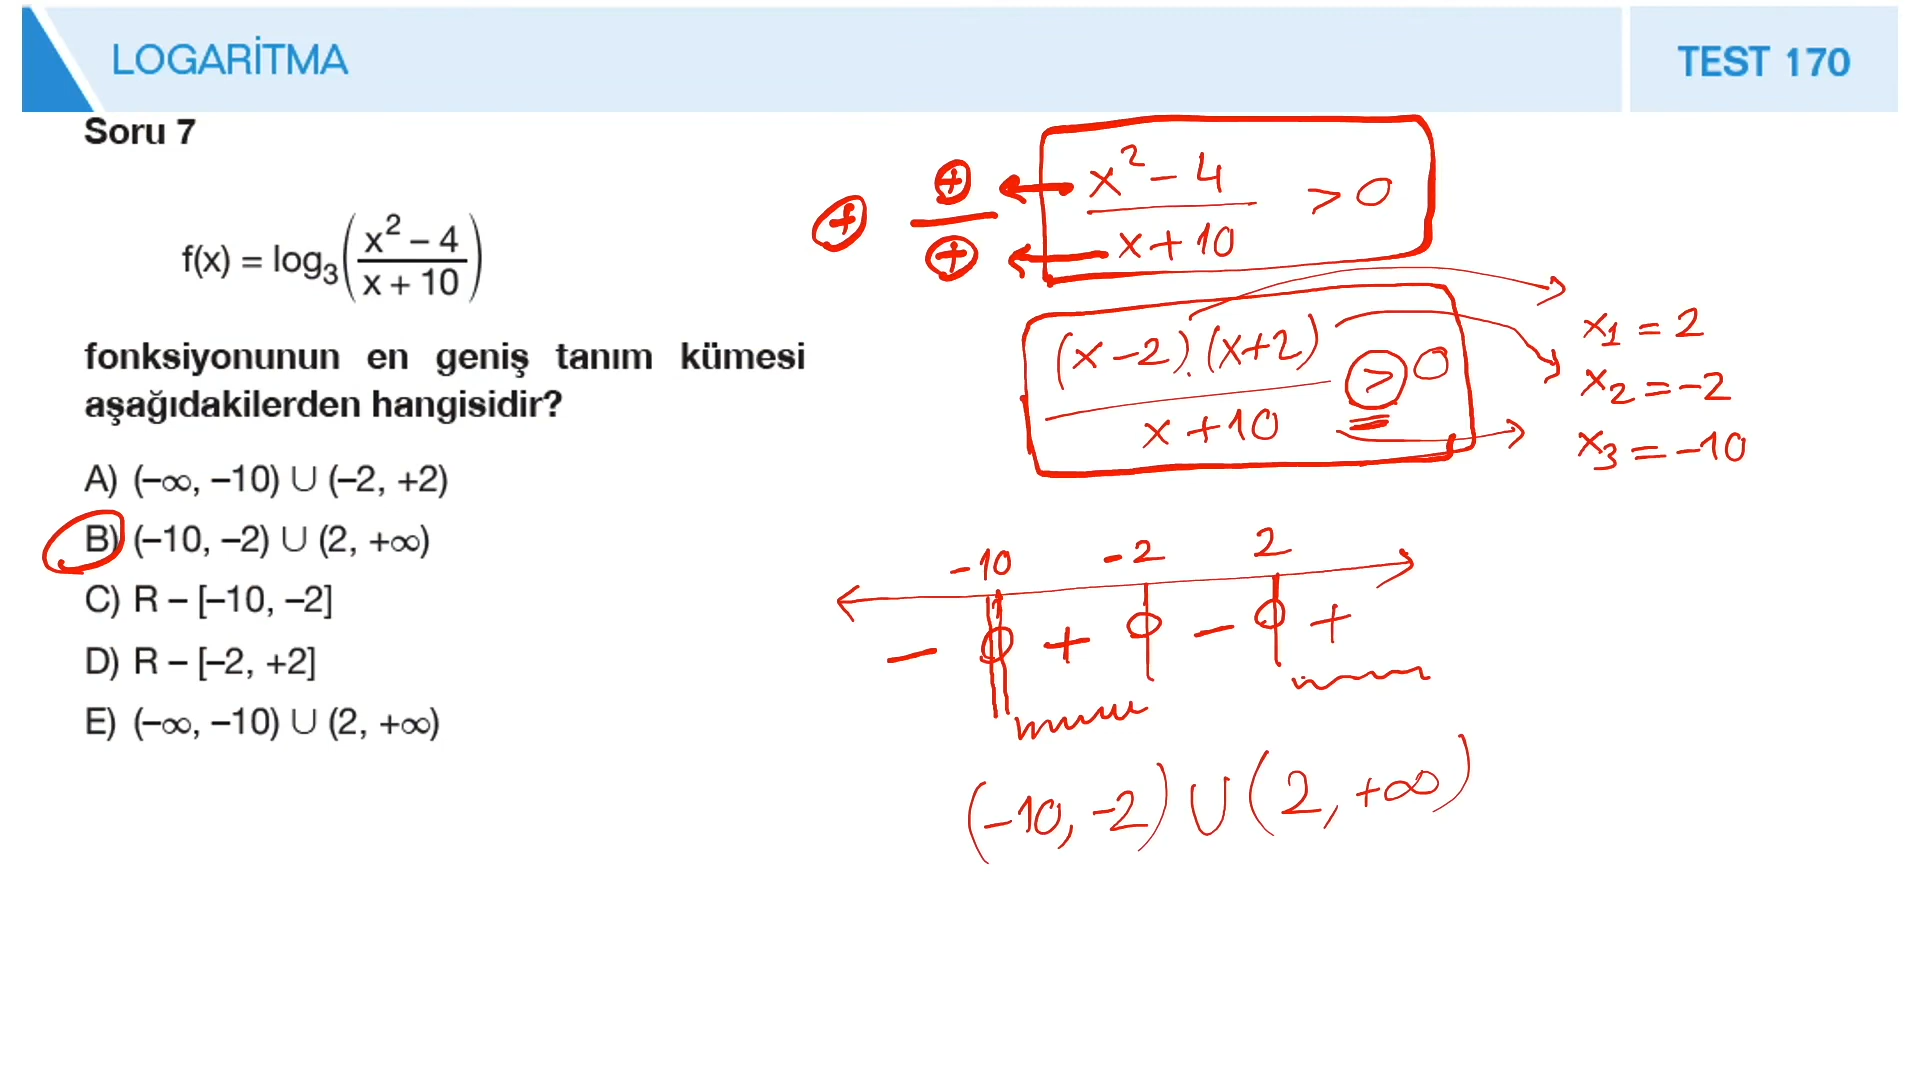 LOGARİTMA
TEST 170
Soru 7
f(x) = log₃((x² – 4)/(x + 10))
fonksiyonunun en geniş tanım kümesi
aşağıdakilerden hangisidir?
A) (–∞, –10) ∪ (–2, +2)
B) (–10, –2) ∪ (2, +∞)
C) R – [–10, –2]
D) R – [–2, +2]
E) (–∞, –10) ∪ (2, +∞)
+ +/+ (x² – 4)/(x + 10) > 0
((x – 2).(x + 2))/(x + 10) > 0
x₁ = 2
x₂ = –2
x₃ = –10
–10 –2 2
– + – +
(–10, –2) ∪ (2, +∞)